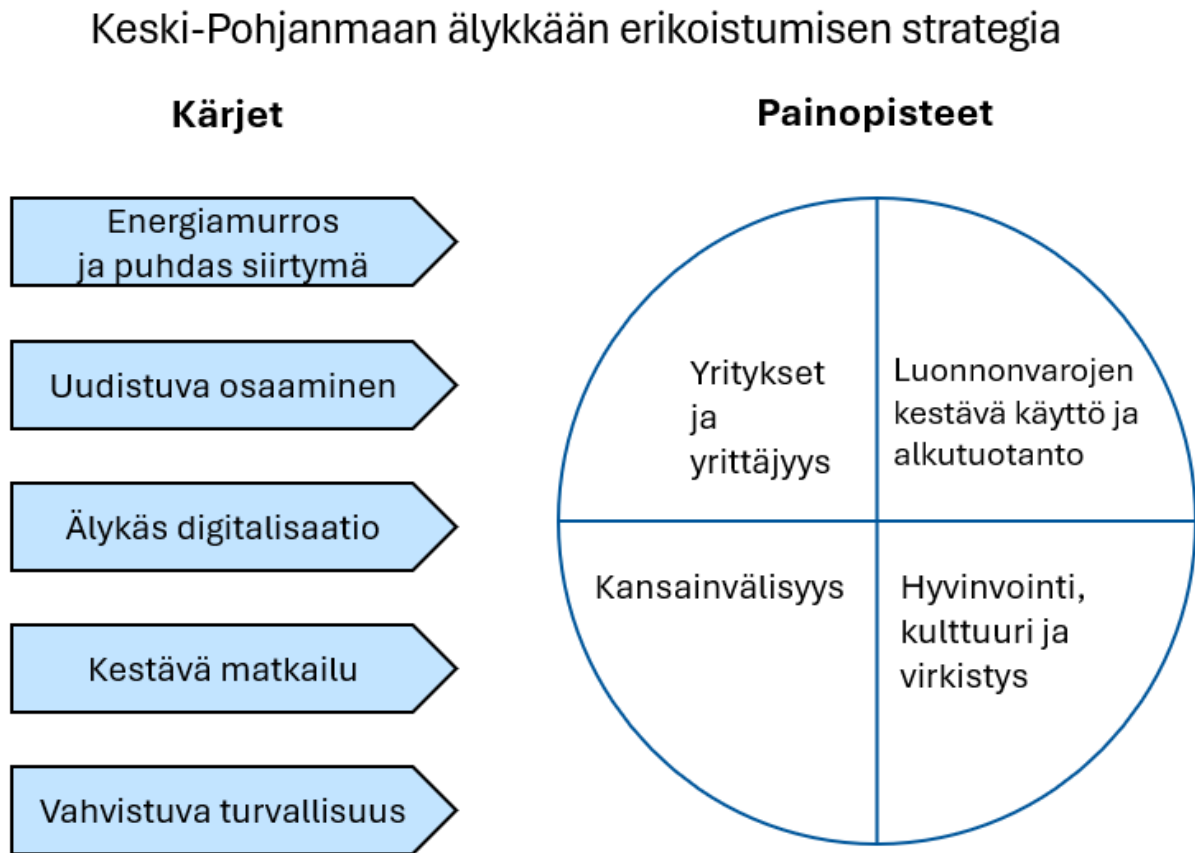 Keski-Pohjanmaan älykkään erikoistumisen strategia
Kärjet
Energiamurros
ja puhdas siirtymä
Uudistuva osaaminen
Älykäs digitalisaatio
Kestävä matkailu
Vahvistuva turvallisuus
Painopisteet
Yritykset
ja
yrittäjyys
Luonnonvarojen
kestävä käyttö ja
alkutuotanto
Kansainvälisyys
Hyvinvointi,
kulttuuri ja
virkistys